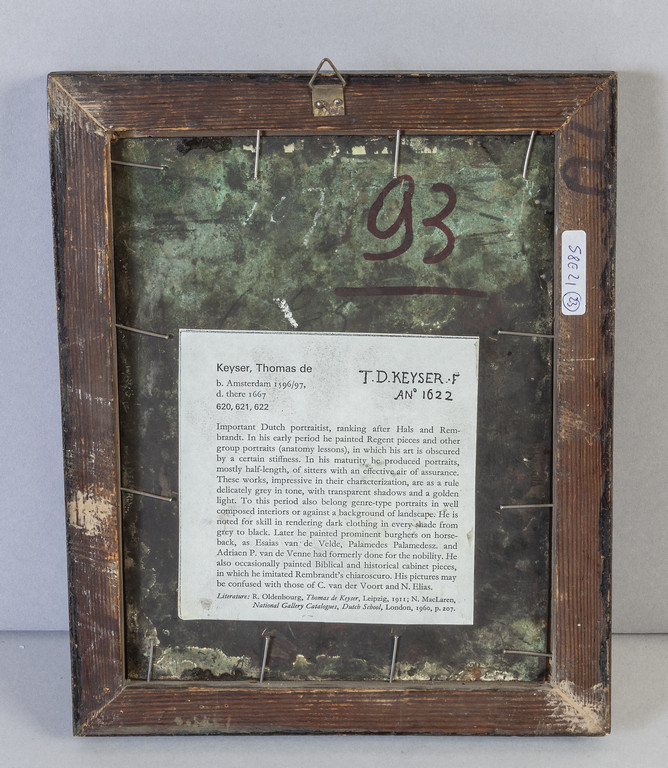 93
S8E21 23
Keyser, Thomas de
b. Amsterdam 1596/97,
d. there 1667
620, 621, 622
T. D. KEYSER. F
AN° 1622
Important Dutch portraitist, ranking after Hals and Rem-
brandt. In his early period he painted Regent pieces and other
group portraits (anatomy lessons), in which his art is obscured
by a certain stiffness. In his maturity he produced portraits,
mostly half-length, of sitters with an effective air of assurance.
These works, impressive in their characterization, are as a rule
delicately grey in tone, with transparent shadows and a golden
light. To this period also belong genre-type portraits in well
composed interiors or against a background of landscape. He is
noted for skill in rendering dark clothing in every shade from
grey to black. Later he painted prominent burghers on horse-
back, as Esaias van de Velde, Palamedes Palamedesz. and
Adriaen P. van de Venne had formerly done for the nobility. He
also occasionally painted Biblical and historical cabinet pieces,
in which he imitated Rembrandt's chiaroscuro. His pictures may
be confused with those of C. van der Voort and N. Elias.
Literature: R. Oldenbourg, Thomas de Keyser, Leipzig, 1911; N. MacLaren,
National Gallery Catalogues, Dutch School, London, 1960, p. 207.